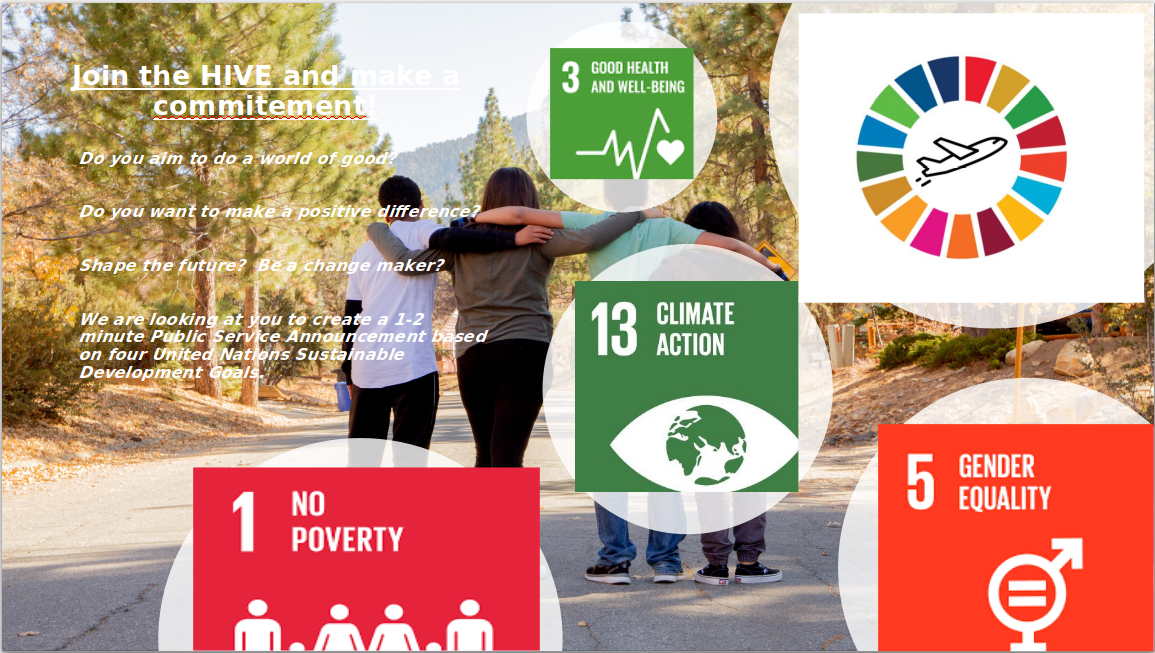 Join the HIVE and make a
commitement!
Do you aim to do a world of good?
Do you want to make a positive difference?
Shape the future?  Be a change maker?
We are looking at you to create a 1-2
minute Public Service Announcement based
on four United Nations Sustainable
Development Goals.
3 GOOD HEALTH
AND WELL-BEING
13 CLIMATE
ACTION
1 NO
POVERTY
5 GENDER
EQUALITY